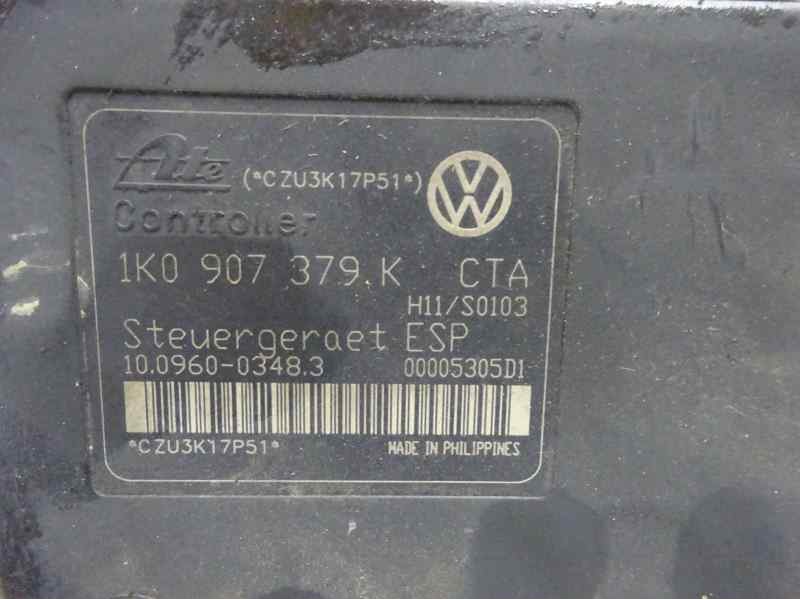 Ate (*CZU3K17P51*)
Controller
1K0 907 379 K CTA
H11/S0103
Steuergeraet ESP
10.0960-0348.3 00005305D1
*CZU3K17P51*
MADE IN PHILIPPINES